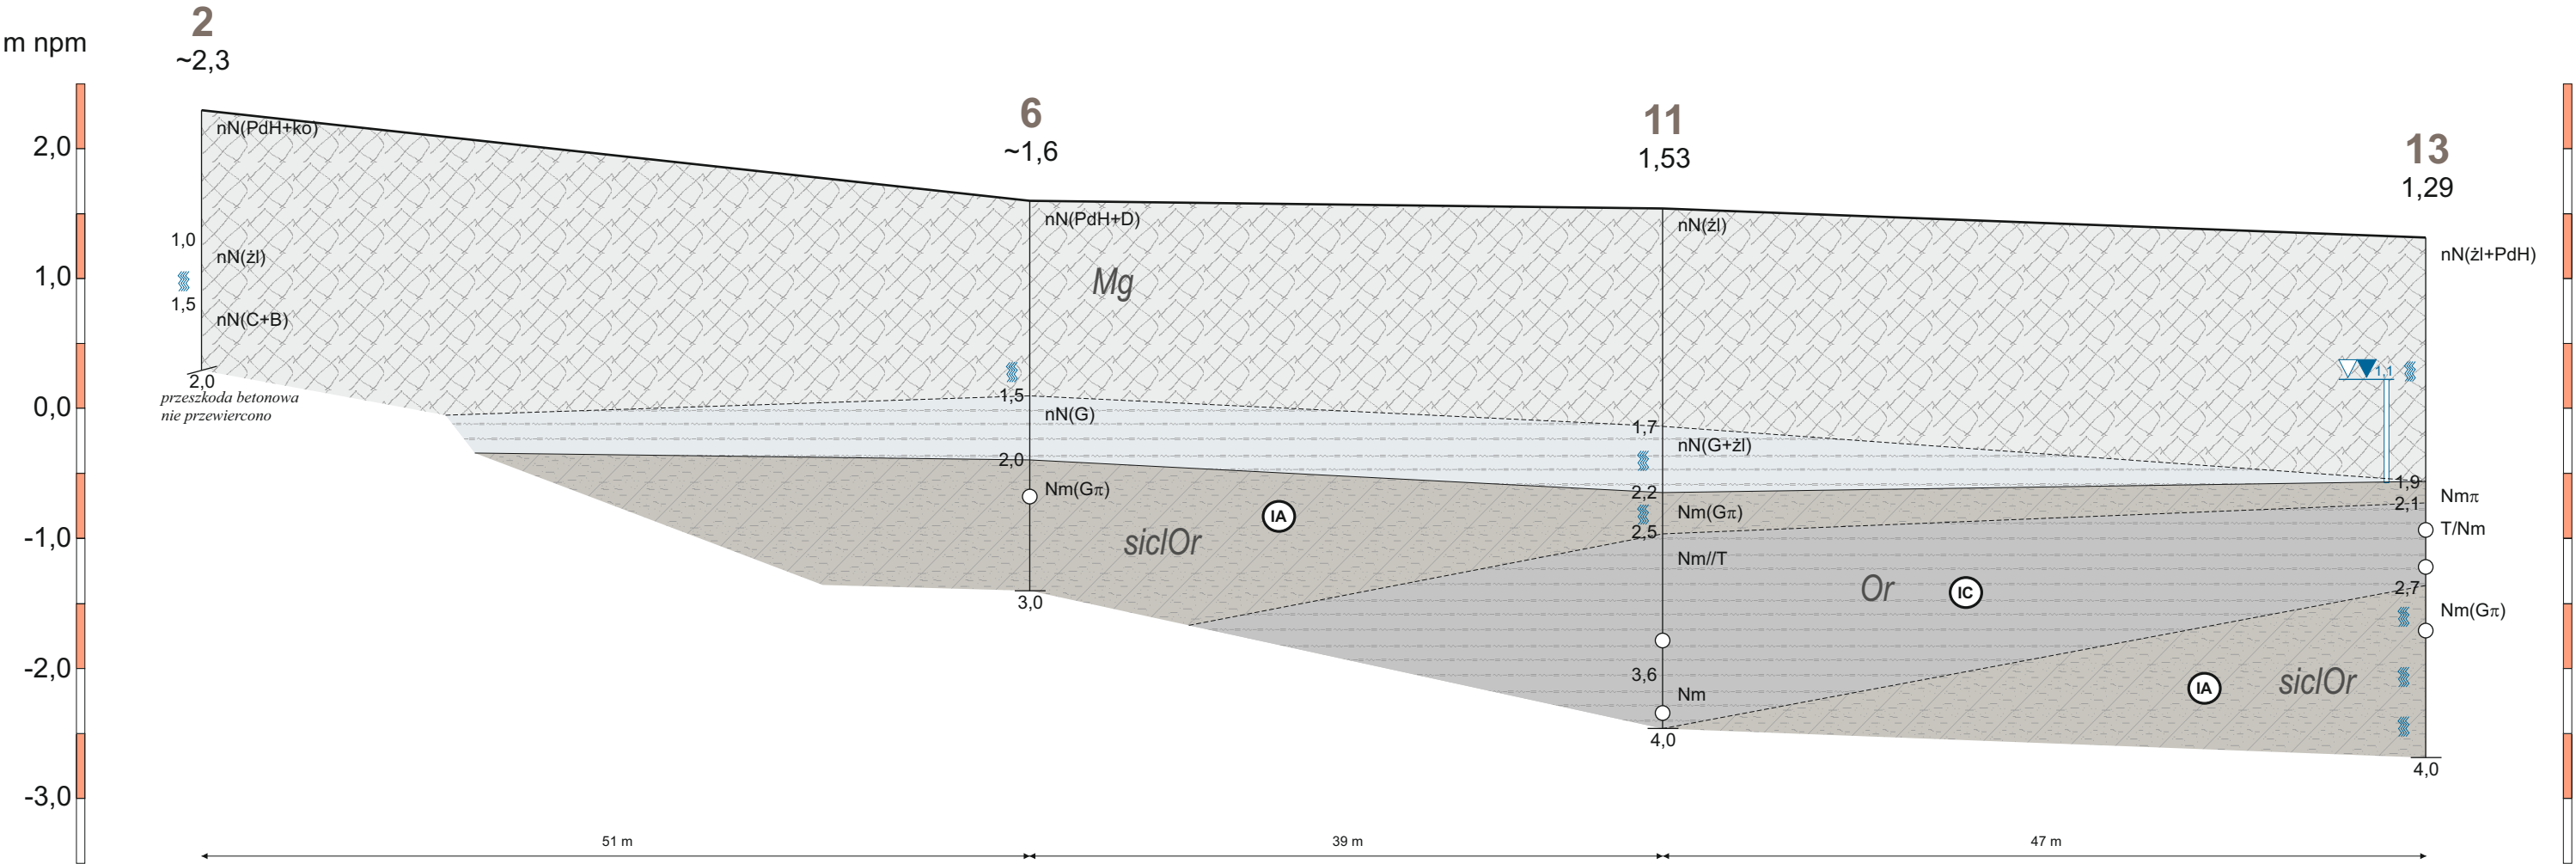 m npm
2
~2,3
6
~1,6
11
1,53
13
1,29
2,0
1,0
0,0
-1,0
-2,0
-3,0
nN(PdH+ko)
1,0
nN(żl)
1,5
nN(C+B)
2,0
przeszkoda betonowa
nie przewiercono
nN(PdH+D)
Mg
1,5
nN(G)
2,0
Nm(Gπ)
siclOr
IA
3,0
nN(żl)
1,7
nN(G+żl)
2,2
Nm(Gπ)
2,5
Nm//T
Or
IC
3,6
Nm
4,0
nN(żl+PdH)
1,1
1,9
Nmπ
2,1
T/Nm
2,7
Nm(Gπ)
IA
siclOr
4,0
51 m
39 m
47 m